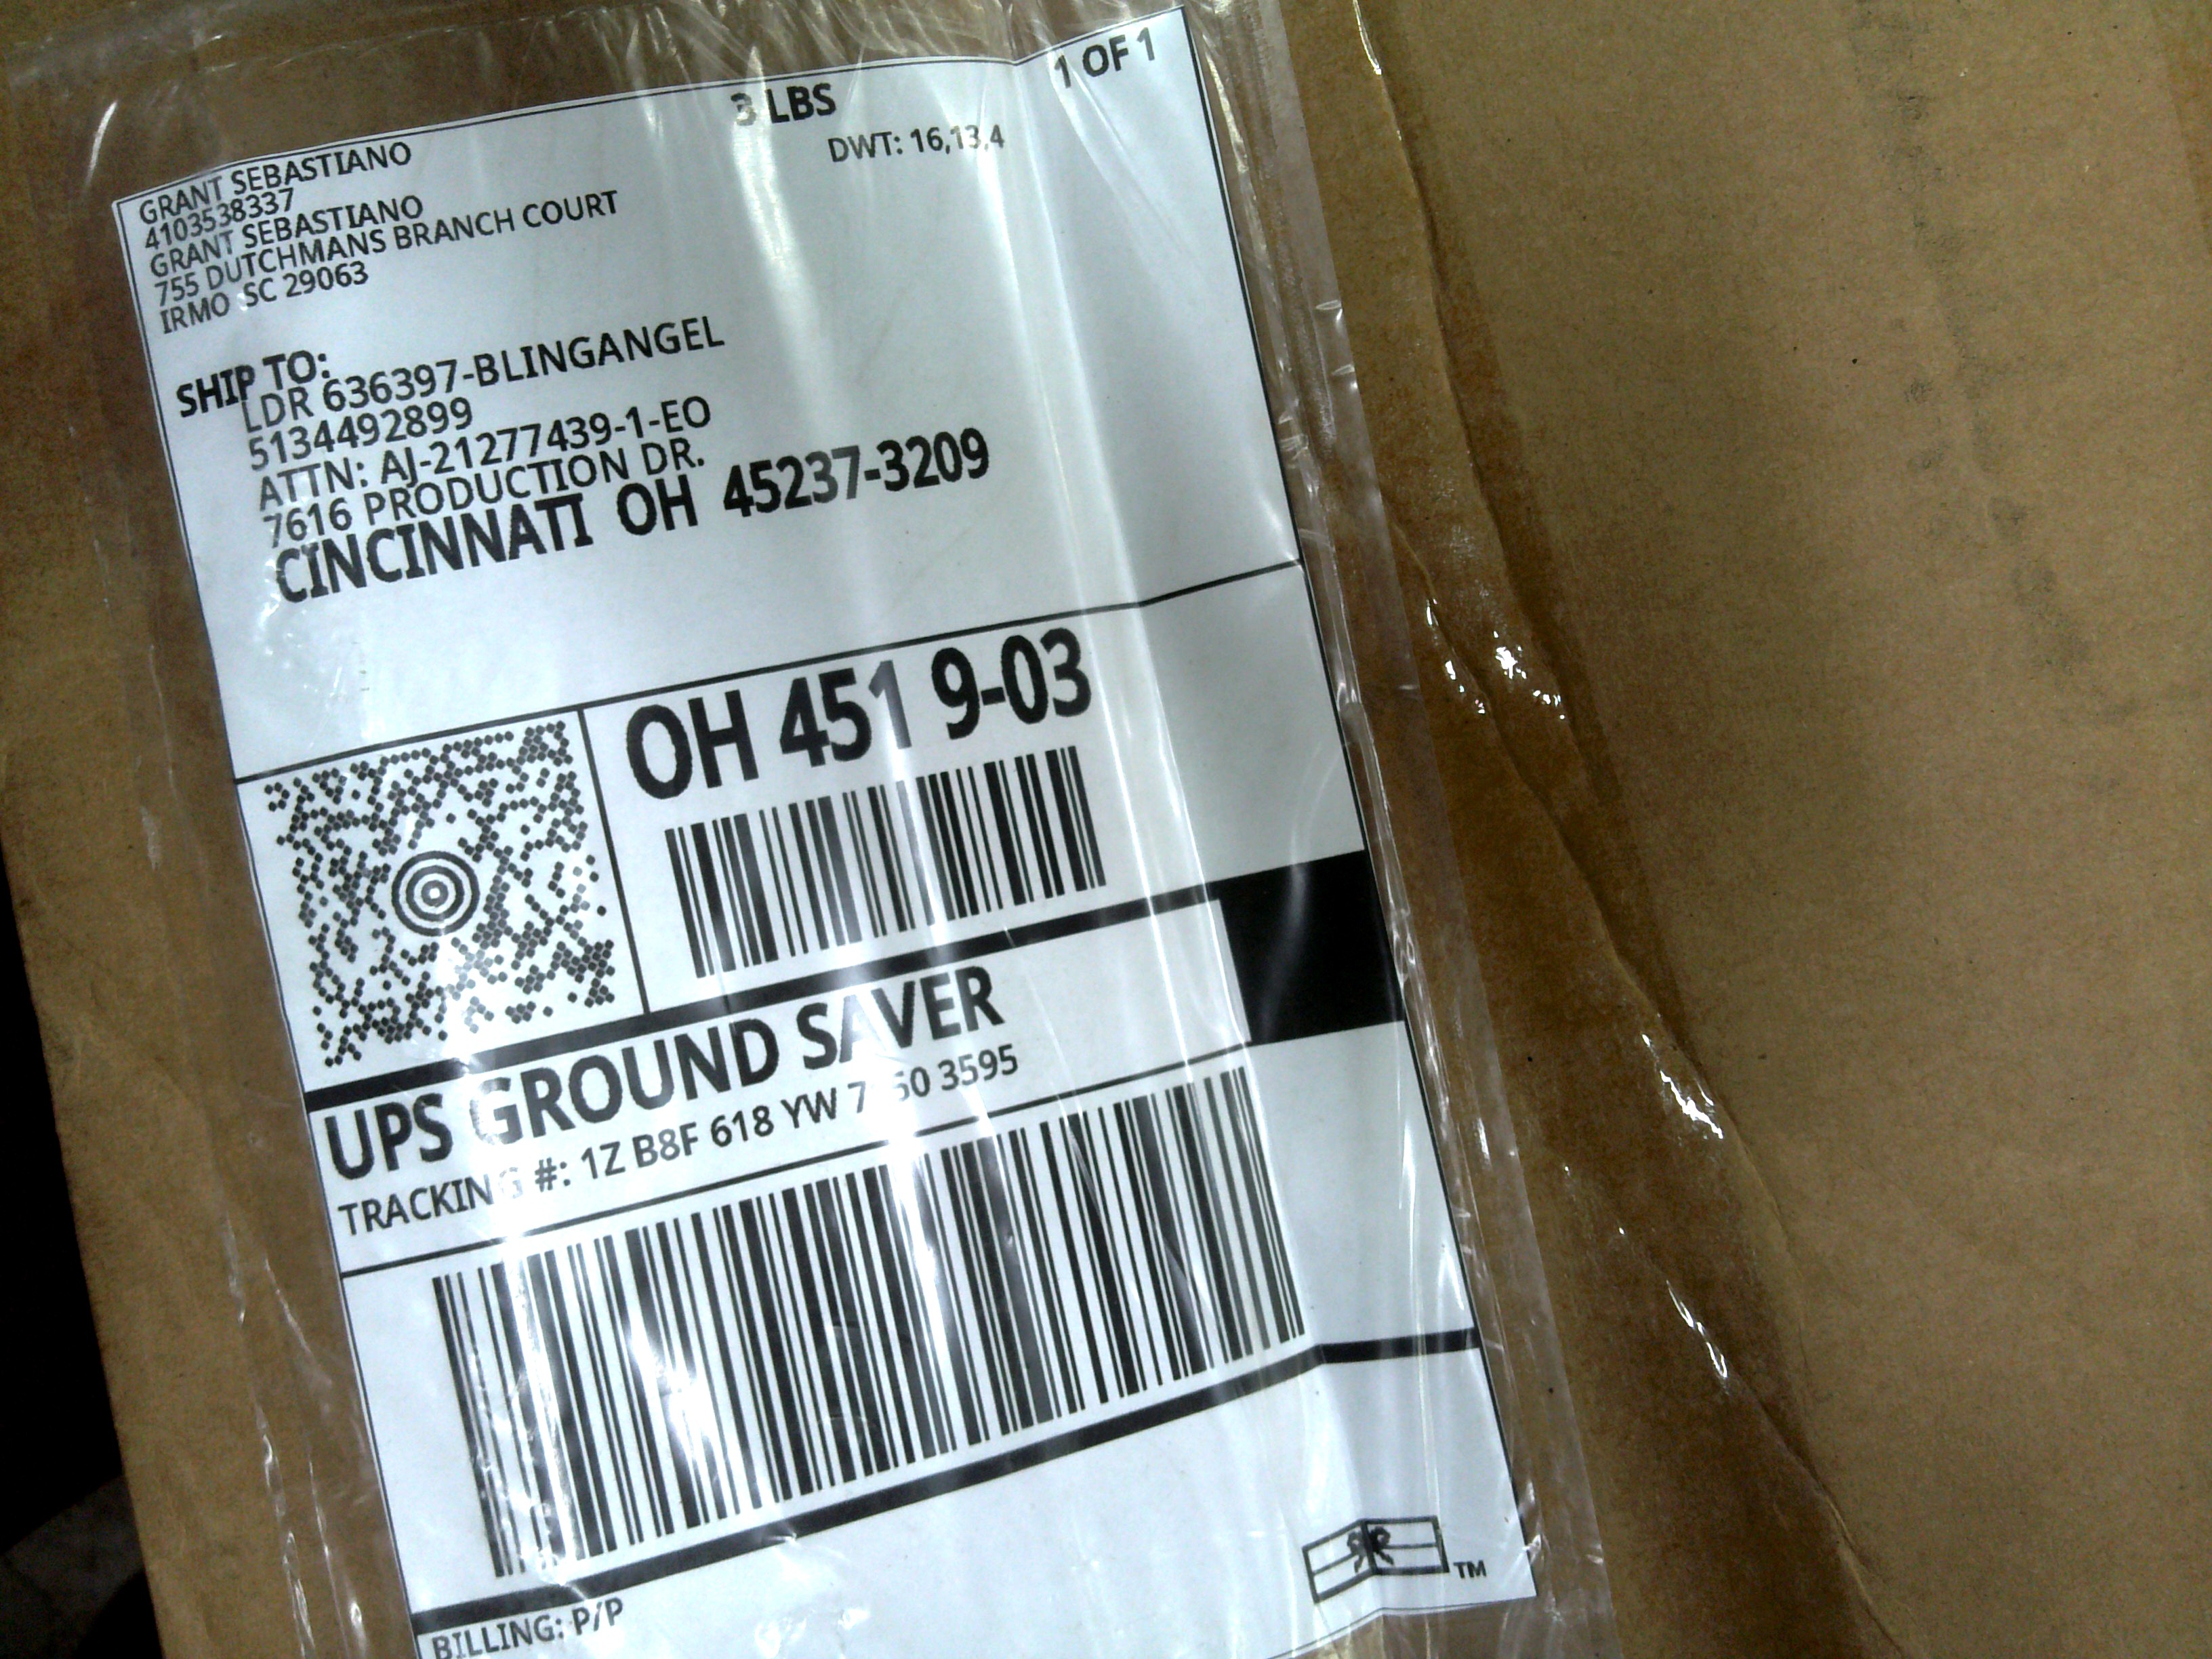 3 LBS
1 OF 1
DWT: 16,13,4
GRANT SEBASTIANO
4103538337
GRANT SEBASTIANO
755 DUTCHMANS BRANCH COURT
IRMO SC 29063
SHIP TO:
LDR 636397-BLINGANGEL
5134492899
ATTN: AJ-21277439-1-EO
7616 PRODUCTION DR.
CINCINNATI OH 45237-3209
OH 451 9-03
UPS GROUND SAVER
TRACKING #: 1Z B8F 618 YW 3595
BILLING: P/P
TM